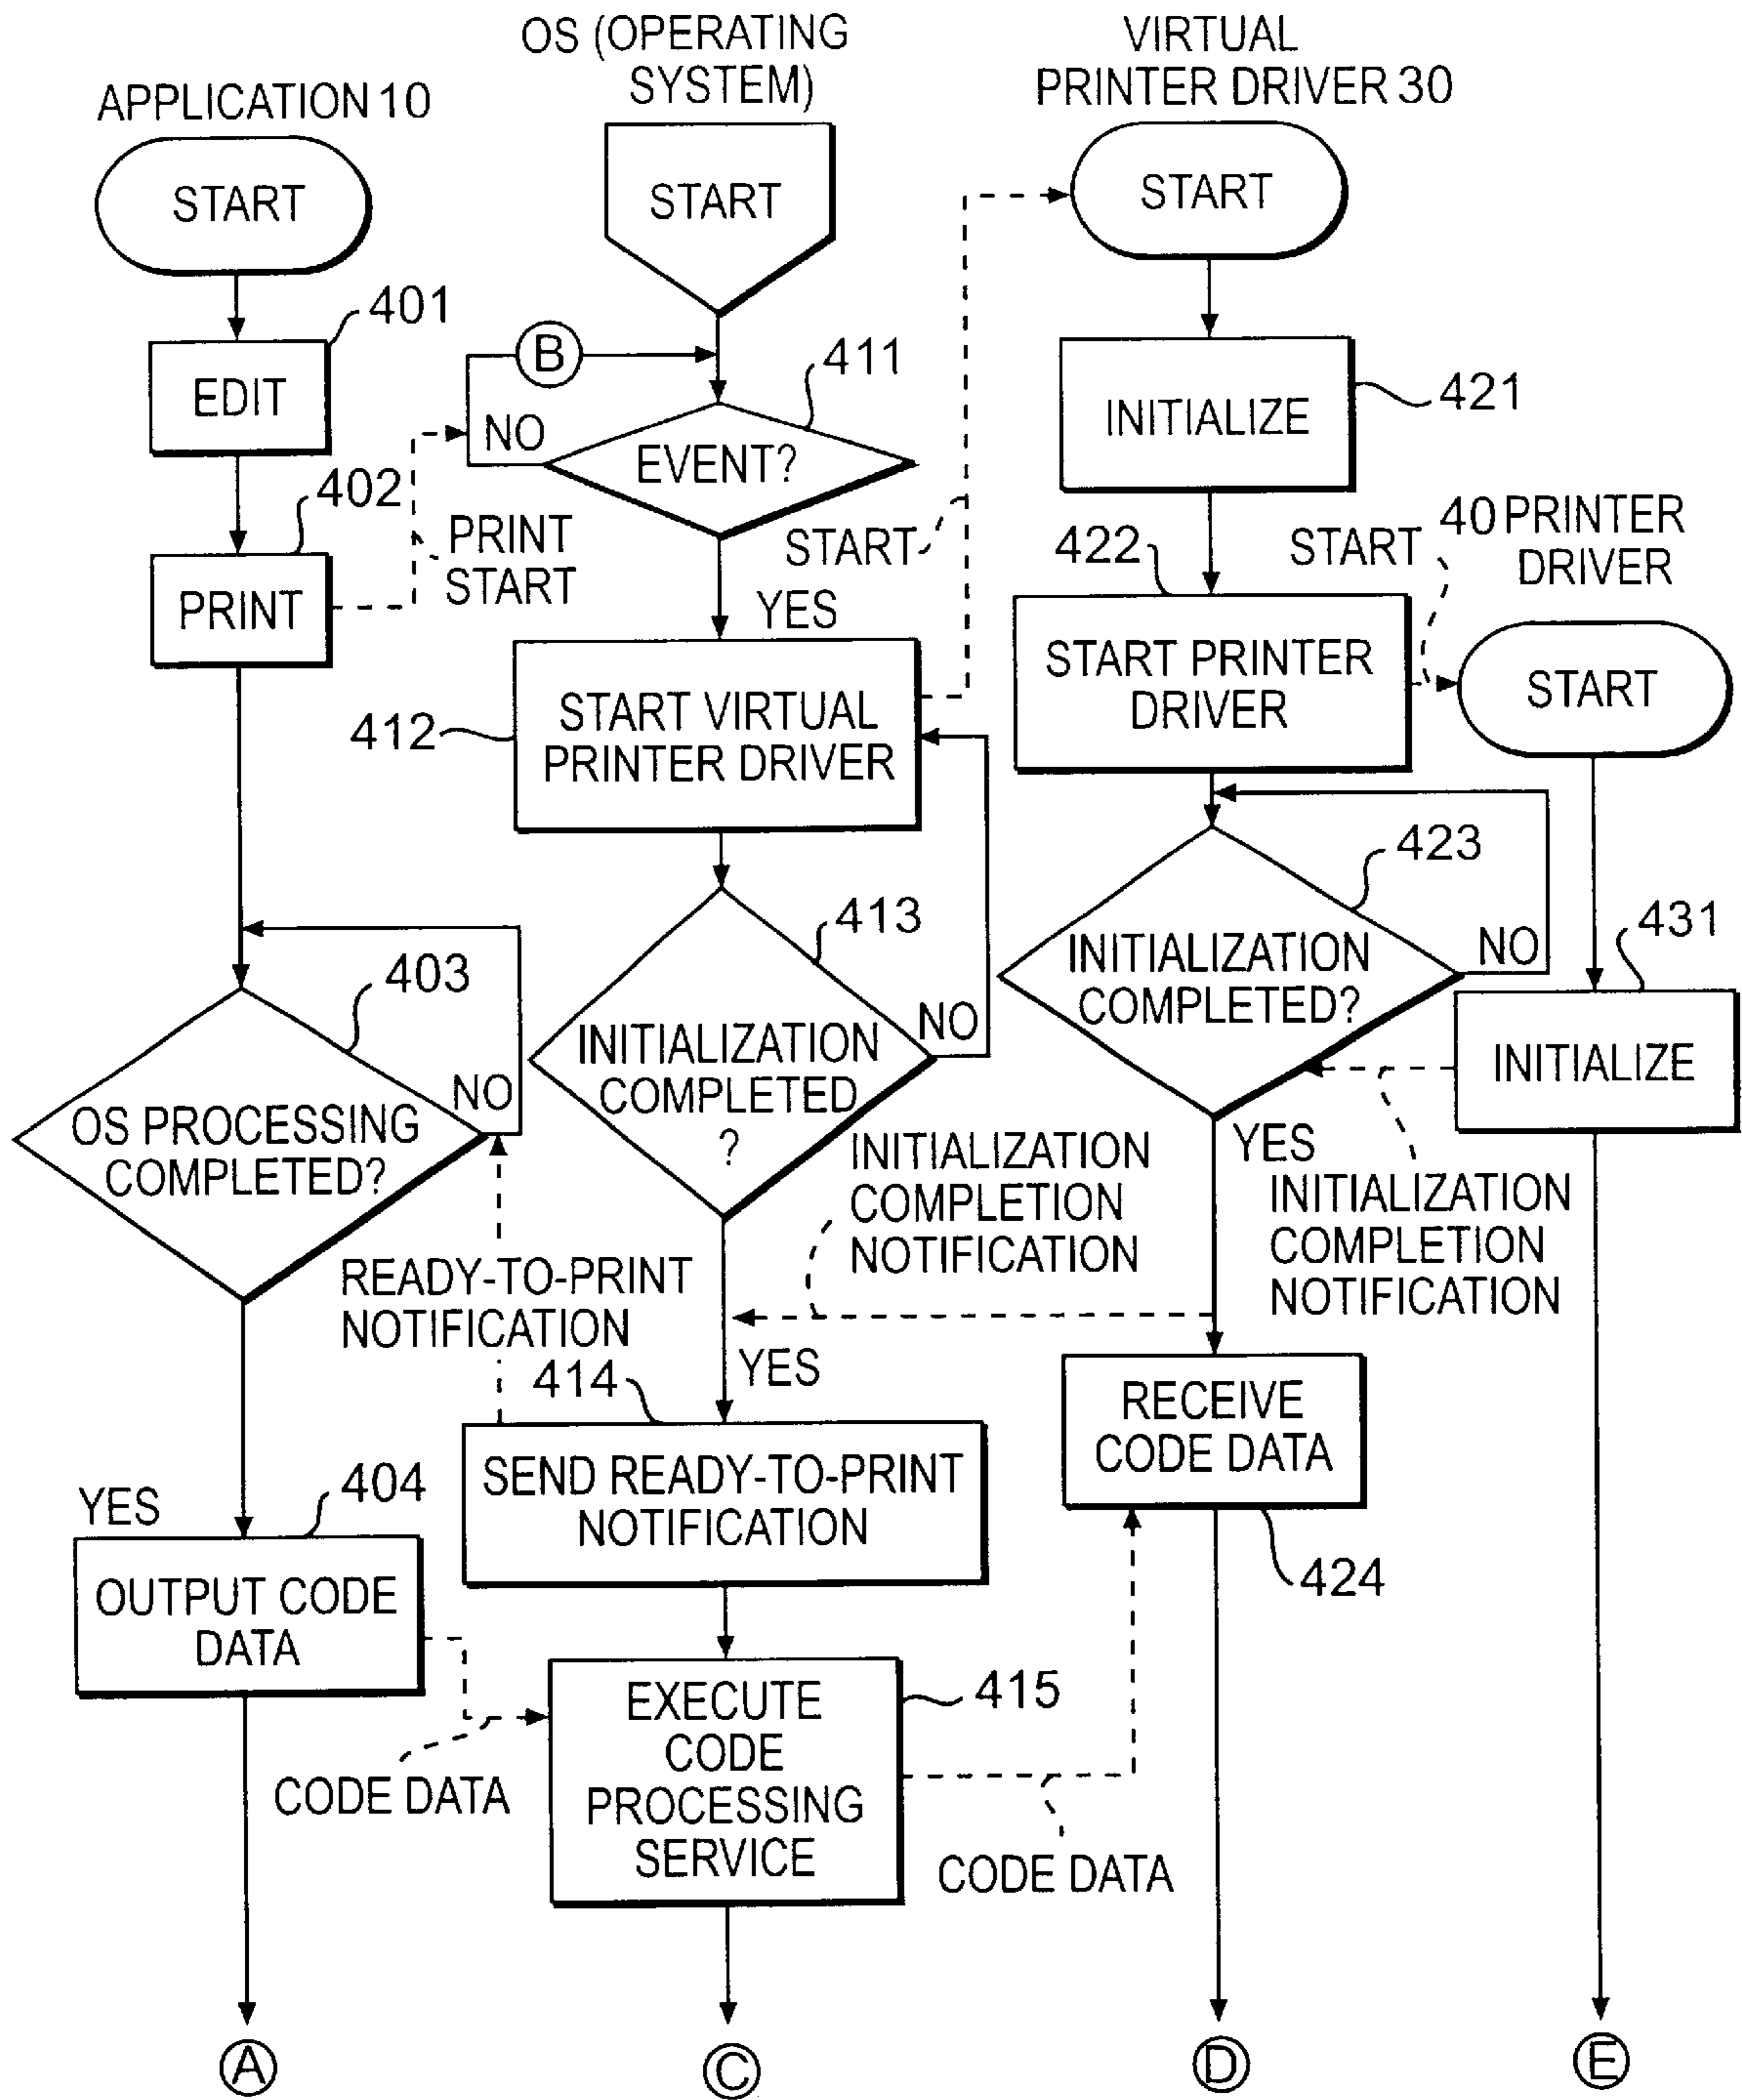 APPLICATION 10
START
401
EDIT
402
PRINT
PRINT
START
403
NO
OS PROCESSING
COMPLETED?
READY-TO-PRINT
NOTIFICATION
YES
404
OUTPUT CODE
DATA
CODE DATA
A
OS (OPERATING
SYSTEM)
START
B
411
NO
EVENT?
START
YES
412
START VIRTUAL
PRINTER DRIVER
413
NO
INITIALIZATION
COMPLETED
?
INITIALIZATION
COMPLETION
NOTIFICATION
YES
414
SEND READY-TO-PRINT
NOTIFICATION
415
EXECUTE
CODE
PROCESSING
SERVICE
CODE DATA
C
VIRTUAL
PRINTER DRIVER 30
START
421
INITIALIZE
422
START
START PRINTER
DRIVER
423
NO
INITIALIZATION
COMPLETED?
YES
INITIALIZATION
COMPLETION
NOTIFICATION
RECEIVE
CODE DATA
424
D
40 PRINTER
DRIVER
START
431
INITIALIZE
E